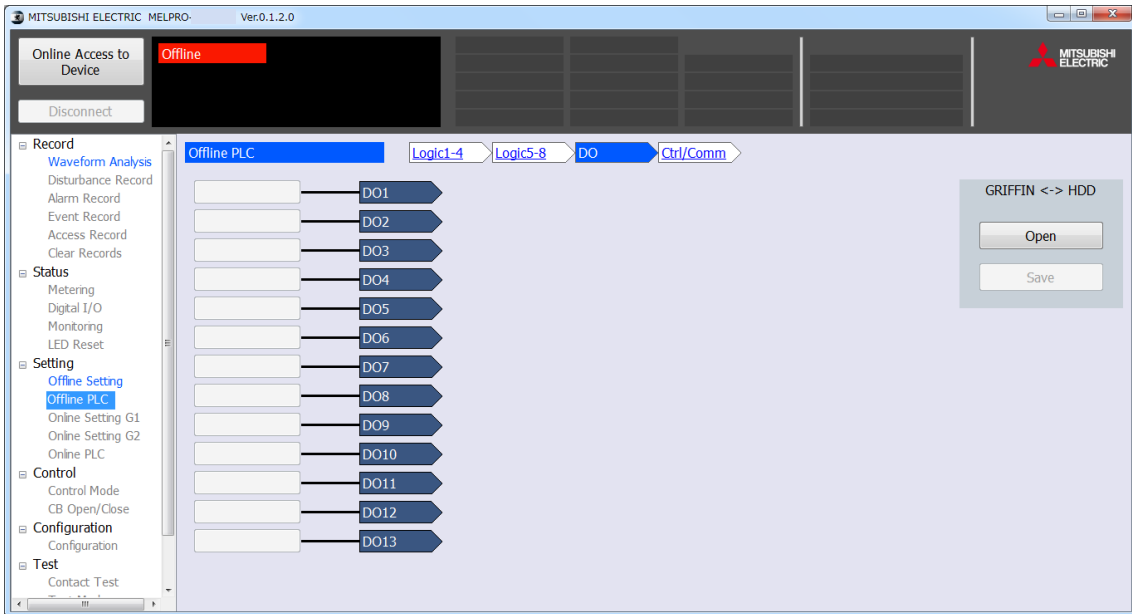 MITSUBISHI ELECTRIC MELPRO- Ver.0.1.2.0
Online Access to
Device
Disconnect
Offline
MITSUBISHI
ELECTRIC
Record
Waveform Analysis
Disturbance Record
Alarm Record
Event Record
Access Record
Clear Records
Status
Metering
Digital I/O
Monitoring
LED Reset
Setting
Offline Setting
Offline PLC
Online Setting G1
Online Setting G2
Online PLC
Control
Control Mode
CB Open/Close
Configuration
Configuration
Test
Contact Test
Offline PLC
Logic1-4
Logic5-8
DO
Ctrl/Comm
DO1
DO2
DO3
DO4
DO5
DO6
DO7
DO8
DO9
DO10
DO11
DO12
DO13
GRIFFIN <-> HDD
Open
Save